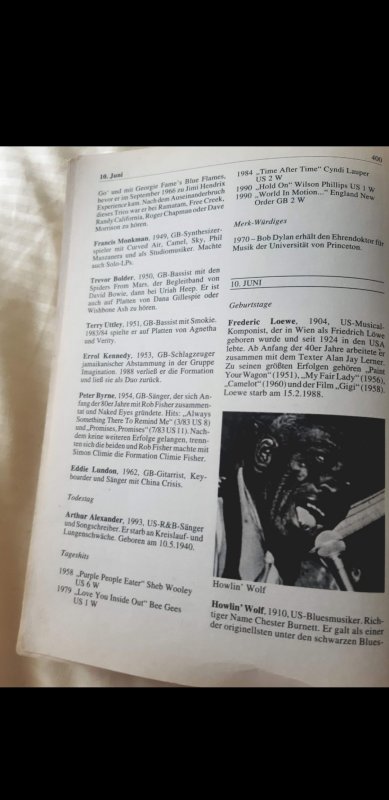 400
10. Juni
Go' und mit Georgie Fame's Blue Flames,
bevor er im September 1966 zu Jimi Hendrix
Experience kam. Nach dem Auseinanderbruch
dieses Trios war er bei Ramatam, Free Creek,
Randy California, Roger Chapman oder Dave
Morrison zu hören.
Francis Monkman, 1949, GB-Synthesizer-
spieler mit Curved Air, Camel, Sky, Phil
Manzanera und als Studiomusiker. Machte
auch Solo-LPs.
Trevor Bolder, 1950, GB-Bassist mit den
Spiders From Mars, der Begleitband von
David Bowie, dann bei Uriah Heep. Er ist
auch auf Platten von Dana Gillespie oder
Wishbone Ash zu hören.
Terry Uttley, 1951, GB-Bassist mit Smokie.
1983/84 spielte er auf Platten von Agnetha
und Verity.
Errol Kennedy, 1953, GB-Schlagzeuger
jamaikanischer Abstammung in der Gruppe
Imagination. 1988 verließ er die Formation
und ließ sie als Duo zurück.
Peter Byrne, 1954, GB-Sänger, der sich An-
fang der 80er Jahre mit Rob Fisher zusammen-
tat und Naked Eyes gründete. Hits: „Always
Something There To Remind Me" (3/83 US 8)
und „Promises, Promises" (7/83 US 11). Nach-
dem keine weiteren Erfolge gelangen, trenn-
ten sich die beiden und Rob Fisher machte mit
Simon Climie die Formation Climie Fisher.
Eddie Lundon, 1962, GB-Gitarrist, Key-
boarder und Sänger mit China Crisis.
Todestag
Arthur Alexander, 1993, US-R&B-Sänger
und Songschreiber. Er starb an Kreislauf- und
Lungenschwäche. Geboren am 10.5.1940.
Tageshits
1958 „Purple People Eater" Sheb Wooley
US 6 W
1979 „Love You Inside Out" Bee Gees
US 1 W
1984 „Time After Time" Cyndi Lauper
US 2 W
1990 „Hold On" Wilson Phillips US 1 W
1990 „World In Motion..." England New
Order GB 2 W
Merk-Würdiges
1970 – Bob Dylan erhält den Ehrendoktor für
Musik der Universität von Princeton.
10. JUNI
Geburtstage
Frederic Loewe, 1904, US-Musical-
Komponist, der in Wien als Friedrich Löwe
geboren wurde und seit 1924 in den USA
lebte. Ab Anfang der 40er Jahre arbeitete er
zusammen mit dem Texter Alan Jay Lerner.
Zu seinen größten Erfolgen gehören „Paint
Your Wagon" (1951), „My Fair Lady" (1956),
„Camelot" (1960) und der Film „Gigi" (1958).
Loewe starb am 15.2.1988.
Howlin' Wolf
Howlin' Wolf, 1910, US-Bluesmusiker. Rich-
tiger Name Chester Burnett. Er galt als einer
der originellsten unter den schwarzen Blues-